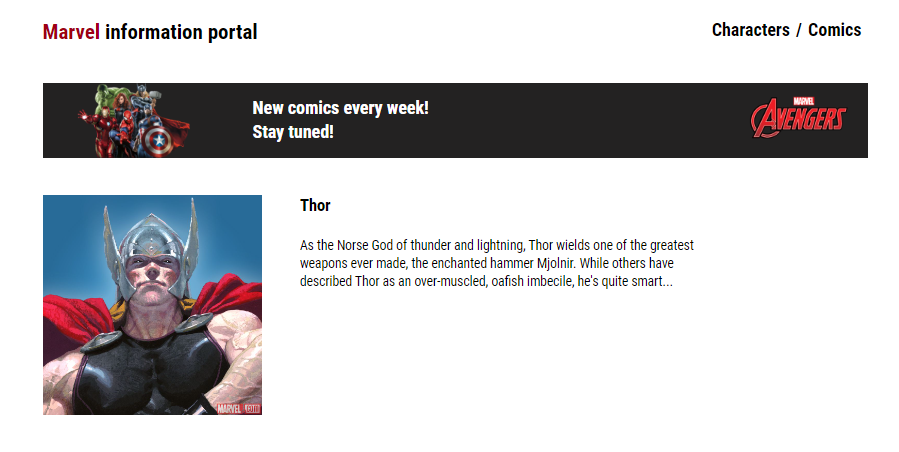 Marvel information portal
Characters / Comics
New comics every week!
Stay tuned!
MARVEL
AVENGERS
Thor
As the Norse God of thunder and lightning, Thor wields one of the greatest
weapons ever made, the enchanted hammer Mjolnir. While others have
described Thor as an over-muscled, oafish imbecile, he's quite smart...
MARVEL.com